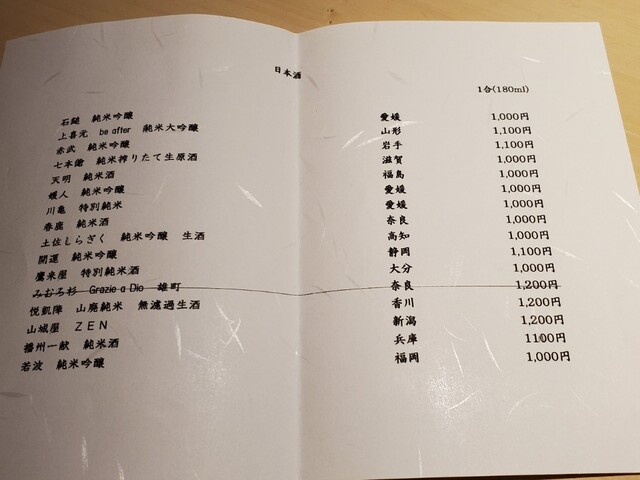 日本酒 1合(180ml)
石鎚 純米吟醸 愛媛 1,000円
上喜元 be after 純米大吟醸 山形 1,100円
赤武 純米吟醸 岩手 1,100円
七本鎗 純米搾りたて生原酒 滋賀 1,000円
天明 純米酒 福島 1,000円
媛人 純米吟醸 愛媛 1,000円
川亀 特別純米 愛媛 1,000円
春鹿 純米酒 奈良 1,000円
土佐しらぎく 純米吟醸 生酒 高知 1,000円
開運 純米吟醸 静岡 1,100円
鷹来屋 特別純米酒 大分 1,000円
みむろ杉 Grazie a Dio 雄町 奈良 1,200円
悦凱陣 山廃純米 無濾過生酒 香川 1,200円
山城屋 ZEN 新潟 1,200円
播州一献 純米酒 兵庫 1100円
若波 純米吟醸 福岡 1,000円